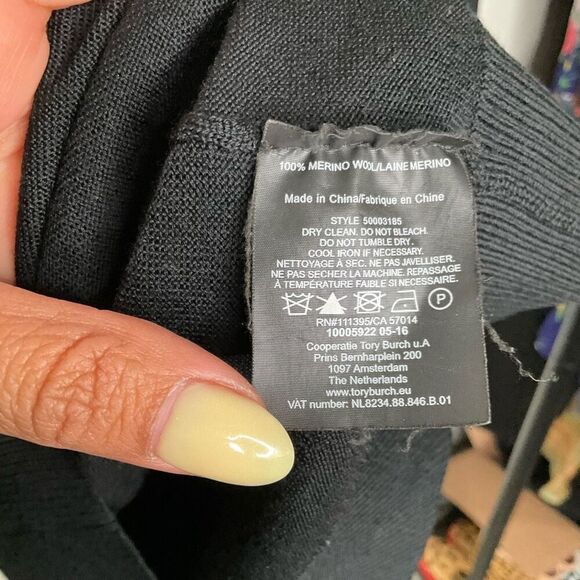 100% MERINO WOOL/LAINE MERINO
Made in China/Fabrique en Chine
STYLE 50003185
DRY CLEAN. DO NOT BLEACH.
DO NOT TUMBLE DRY.
COOL IRON IF NECESSARY.
NETTOYAGE À SEC. NE PAS JAVELLISER.
NE PAS SECHER LA MACHINE. REPASSAGE
À TEMPÉRATURE FAIBLE SI NÉCESSAIRE.
P
RN#111395/CA 57014
10005922 05-16
Cooperatie Tory Burch u.A
Prins Bernharplein 200
1097 Amsterdam
The Netherlands
www.toryburch.eu
VAT number: NL8234.88.846.B.01